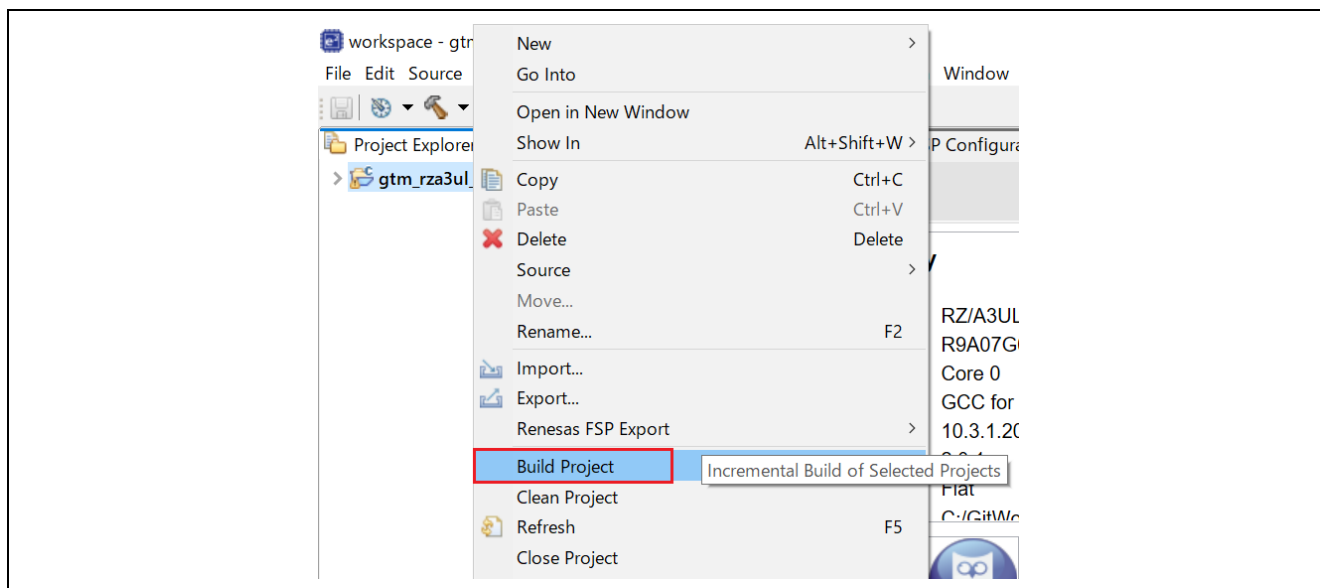 workspace - gtm
File Edit Source
Window
Project Explorer
P Configura
gtm_rza3ul_
New
Go Into
Open in New Window
Show In Alt+Shift+W >
Copy Ctrl+C
Paste Ctrl+V
Delete Delete
Source
Move...
Rename... F2
Import...
Export...
Renesas FSP Export
Build Project
Incremental Build of Selected Projects
Clean Project
Refresh F5
Close Project
y
RZ/A3UL
R9A07G
Core 0
GCC for
10.3.1.20
Flat
C:/GitWo